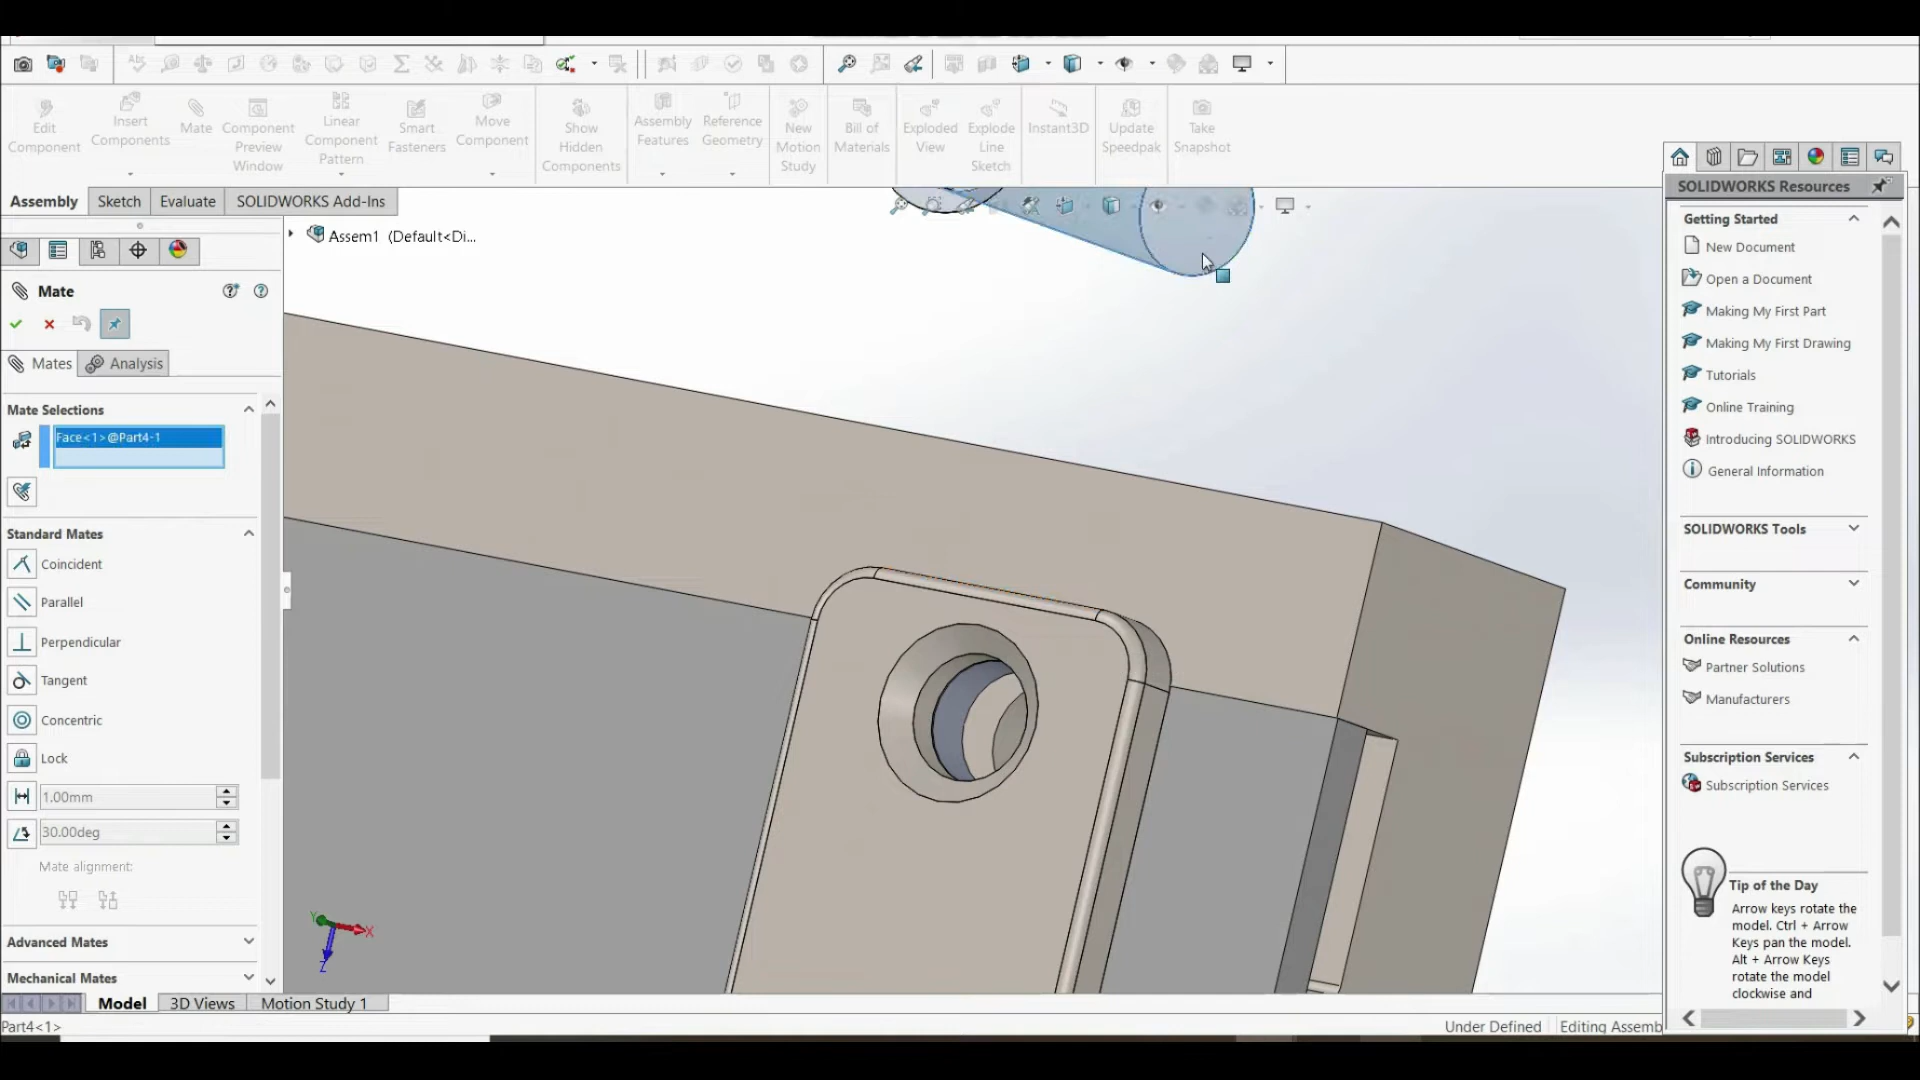 Edit
Component
Insert
Components
Mate
Component
Preview
Window
Linear
Component
Pattern
Smart
Fasteners
Move
Component
Show
Hidden
Components
Assembly
Features
Reference
Geometry
New
Motion
Study
Bill of
Materials
Exploded
View
Explode
Line
Sketch
Instant3D
Update
Speedpak
Take
Snapshot
Assembly
Sketch
Evaluate
SOLIDWORKS Add-Ins
Assem1 (Default<Di...
Mate
Mates
Analysis
Mate Selections
Face<1>@Part4-1
Standard Mates
Coincident
Parallel
Perpendicular
Tangent
Concentric
Lock
1.00mm
30.00deg
Mate alignment:
Advanced Mates
Mechanical Mates
Y
X
Z
Model
3D Views
Motion Study 1
Part4<1>
Under Defined
Editing Assemb
SOLIDWORKS Resources
Getting Started
New Document
Open a Document
Making My First Part
Making My First Drawing
Tutorials
Online Training
Introducing SOLIDWORKS
General Information
SOLIDWORKS Tools
Community
Online Resources
Partner Solutions
Manufacturers
Subscription Services
Subscription Services
Tip of the Day
Arrow keys rotate the
model. Ctrl + Arrow
Keys pan the model.
Alt + Arrow Keys
rotate the model
clockwise and